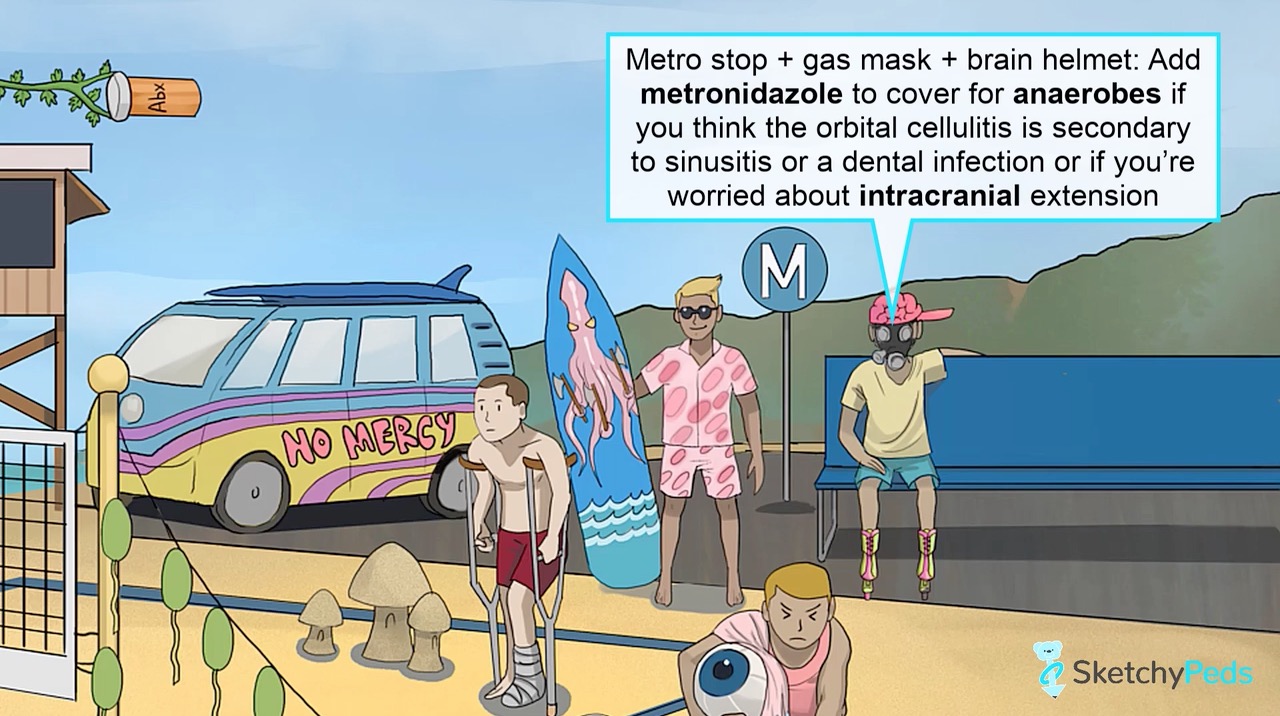 Abx
Metro stop + gas mask + brain helmet: Add
metronidazole to cover for anaerobes if
you think the orbital cellulitis is secondary
to sinusitis or a dental infection or if you’re
worried about intracranial extension
M
NO MERCY
SketchyPeds